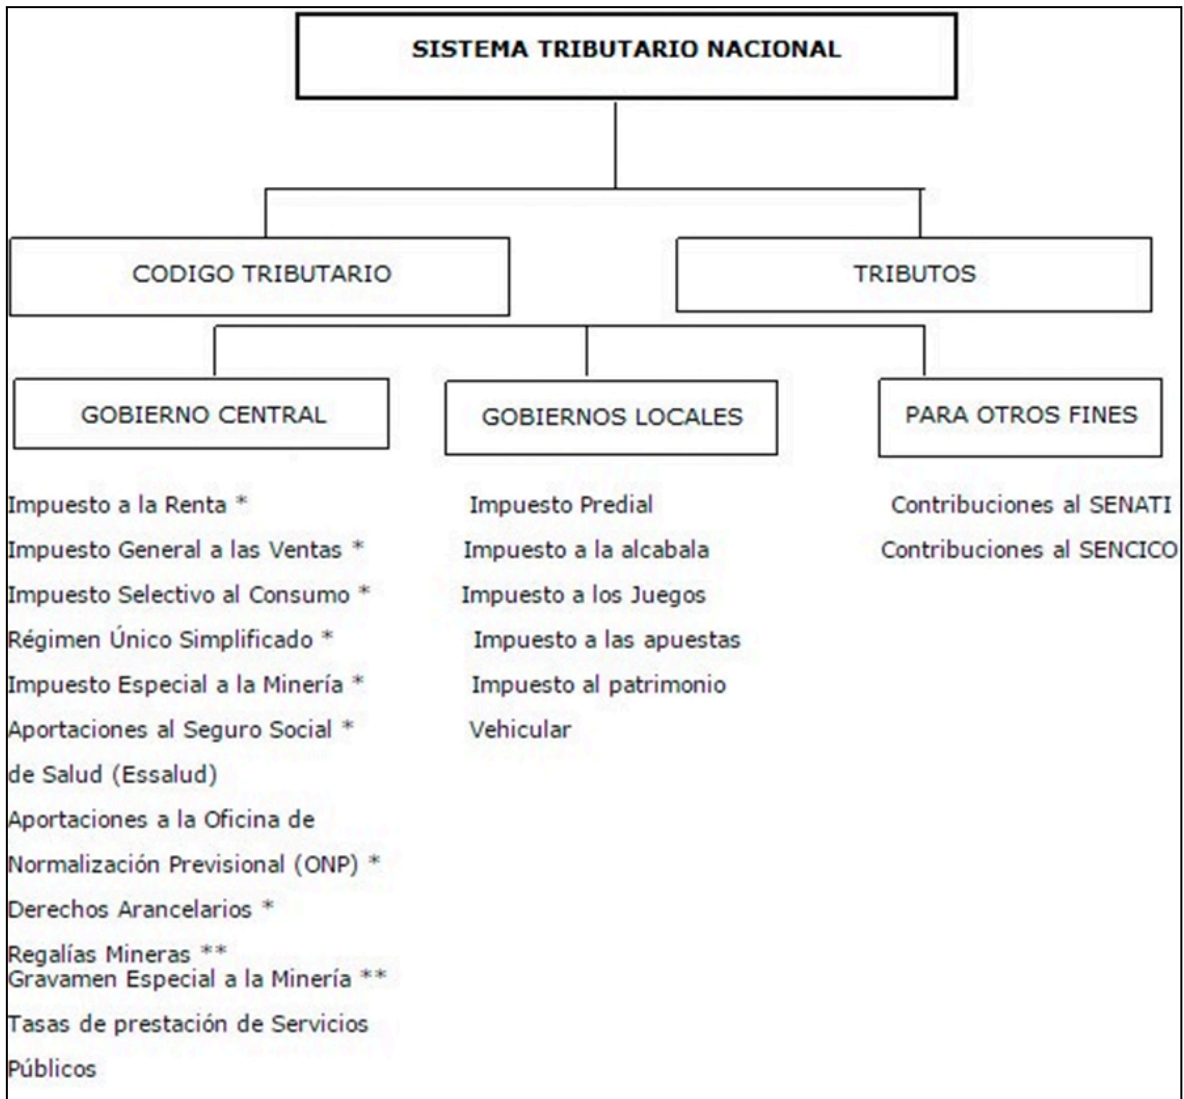 SISTEMA TRIBUTARIO NACIONAL
CODIGO TRIBUTARIO
TRIBUTOS
GOBIERNO CENTRAL
GOBIERNOS LOCALES
PARA OTROS FINES
Impuesto a la Renta *
Impuesto General a las Ventas *
Impuesto Selectivo al Consumo *
Régimen Único Simplificado *
Impuesto Especial a la Minería *
Aportaciones al Seguro Social *
de Salud (Essalud)
Aportaciones a la Oficina de
Normalización Previsional (ONP) *
Derechos Arancelarios *
Regalías Mineras **
Gravamen Especial a la Minería **
Tasas de prestación de Servicios
Públicos
Impuesto Predial
Impuesto a la alcabala
Impuesto a los Juegos
Impuesto a las apuestas
Impuesto al patrimonio
Vehicular
Contribuciones al SENATI
Contribuciones al SENCICO